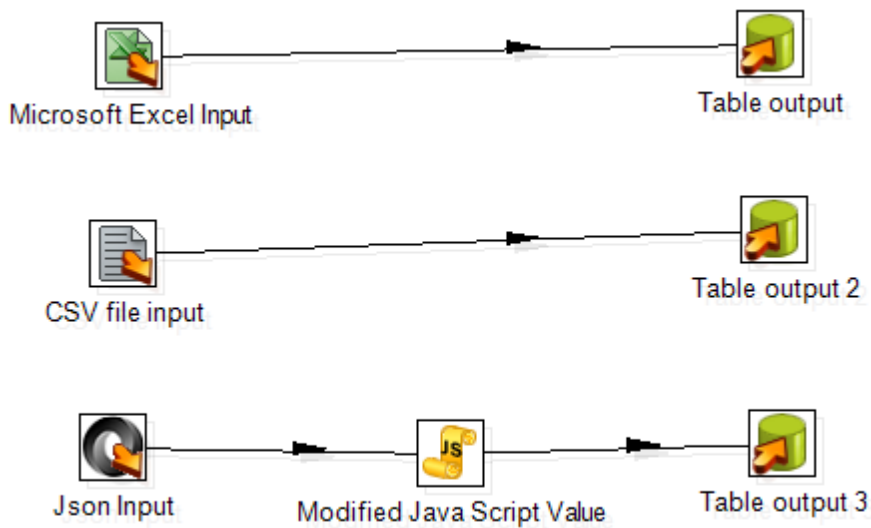 Microsoft Excel Input
Table output
CSV file input
Table output 2
JS
Json Input
Modified Java Script Value
Table output 3